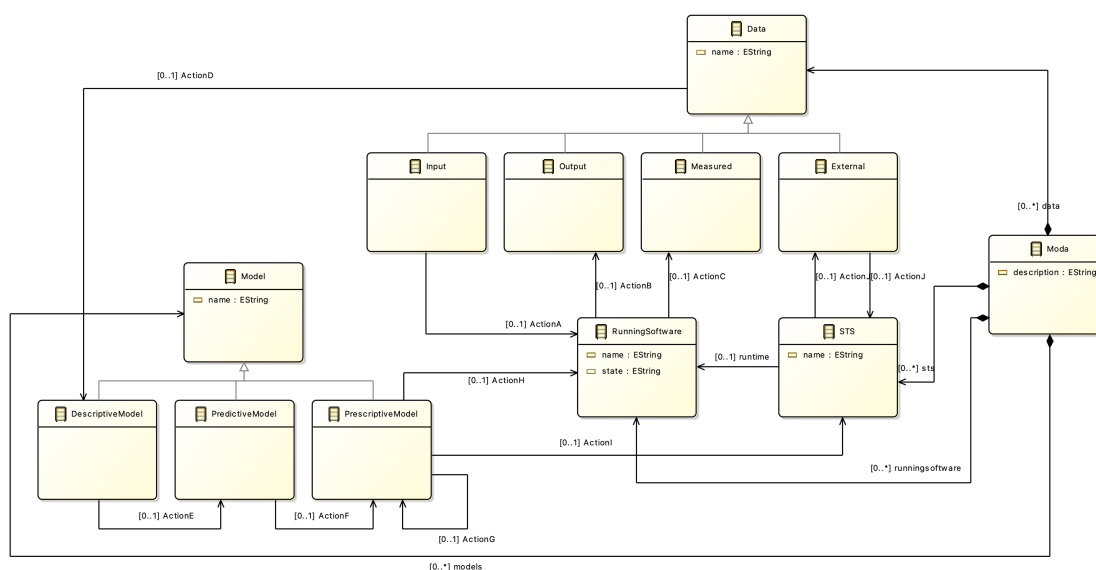 Data
name : EString
[0..1] ActionD
Input
Output
Measured
External
[0..*] data
Moda
description : EString
Model
name : EString
[0..1] ActionB
[0..1] ActionC
[0..1] ActionJ
[0..1] ActionJ
[0..1] ActionA
RunningSoftware
name : EString
state : EString
STS
name : EString
[0..1] runtime
[0..*] sts
[0..1] ActionH
DescriptiveModel
PredictiveModel
PrescriptiveModel
[0..1] ActionI
[0..*] runningsoftware
[0..1] ActionE
[0..1] ActionF
[0..1] ActionG
[0..*] models